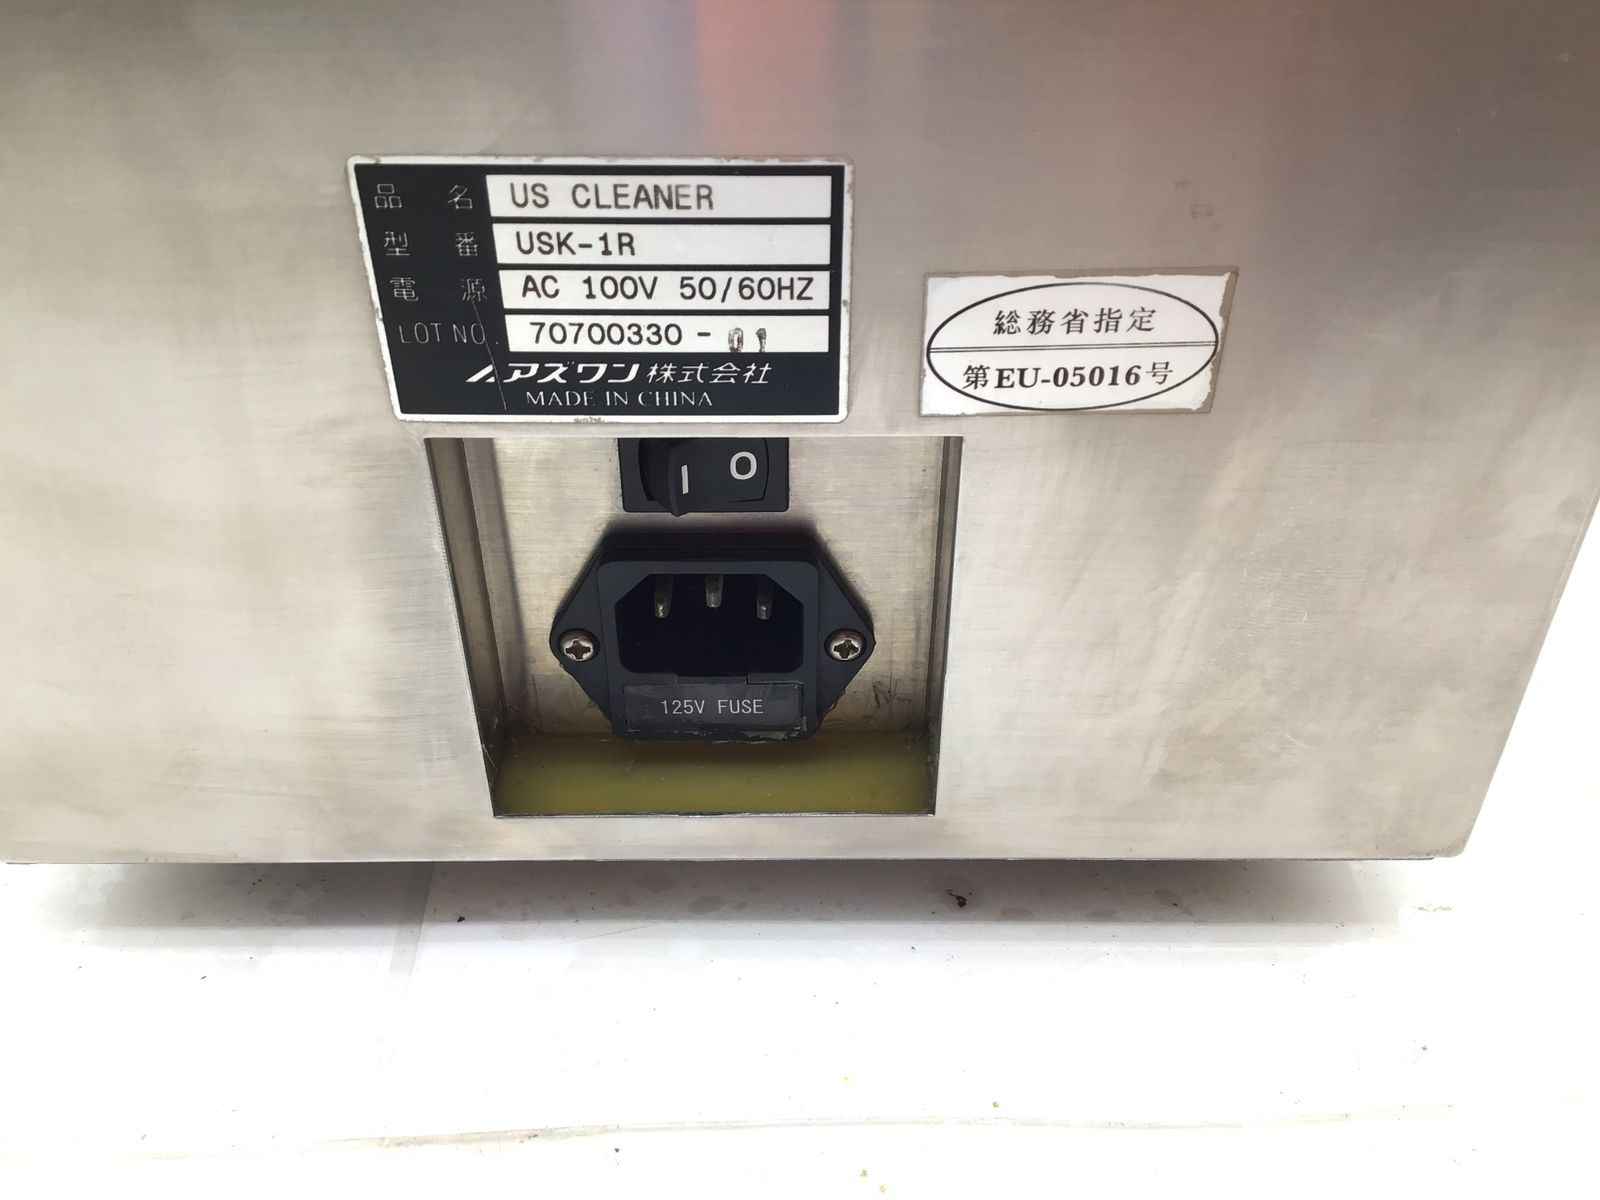 品名 US CLEANER
型番 USK-1R
電源 AC 100V 50/60HZ
LOT NO. 70700330-01
アズワン株式会社
MADE IN CHINA
総務省指定
第EU-05016号
I O
125V FUSE